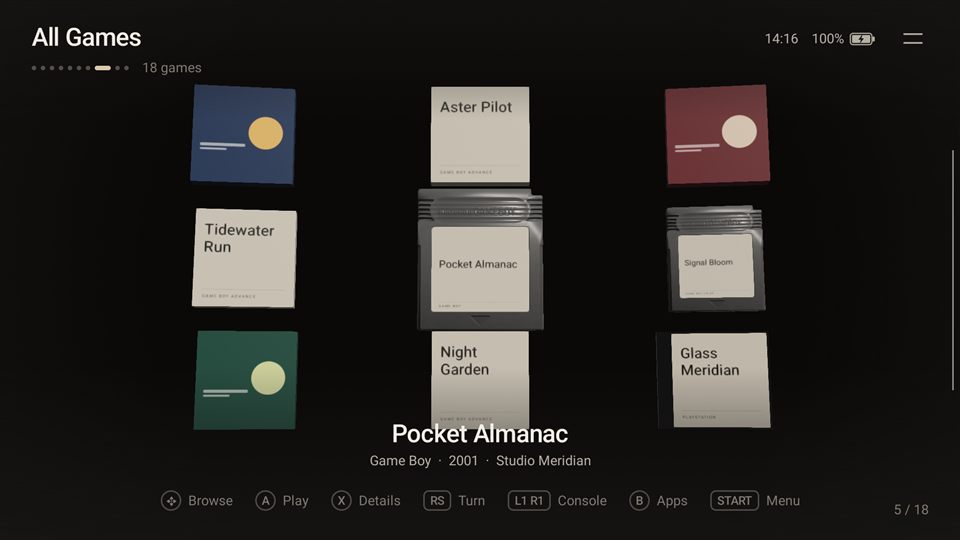 All Games
14:16 100%
18 games
Aster Pilot
GAME BOY ADVANCE
Tidewater
Run
GAME BOY ADVANCE
Pocket Almanac
GAME BOY
Signal Bloom
Night
Garden
GAME BOY ADVANCE
Glass
Meridian
PLAYSTATION
Pocket Almanac
Game Boy · 2001 · Studio Meridian
Browse A Play X Details RS Turn L1 R1 Console B Apps START Menu
5 / 18